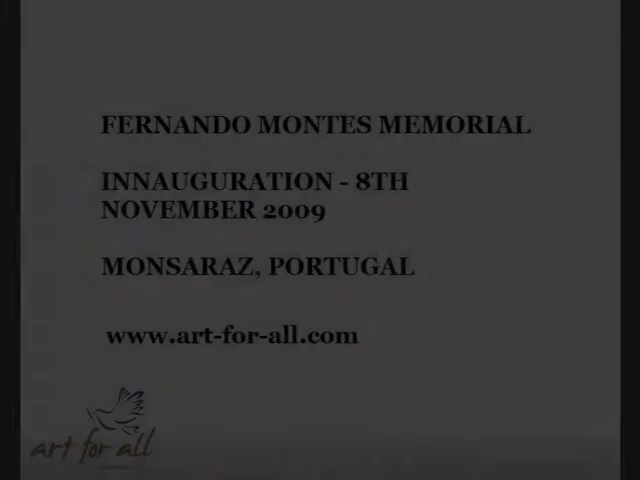 FERNANDO MONTES MEMORIAL
INNAUGURATION - 8TH
NOVEMBER 2009
MONSARAZ, PORTUGAL
www.art-for-all.com
art for all